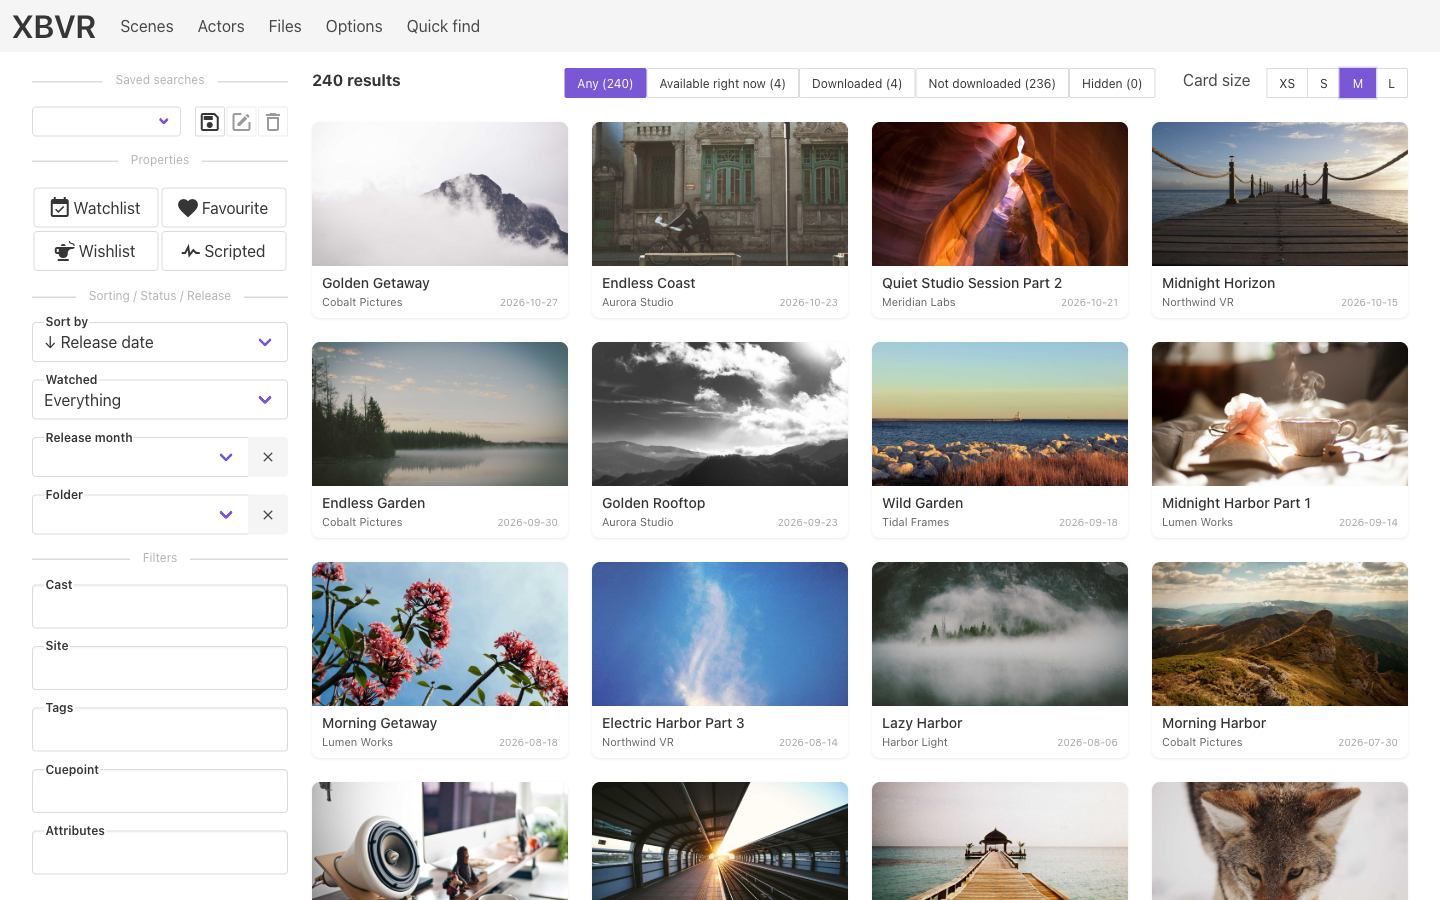 XBVR Scenes Actors Files Options Quick find
Saved searches
Properties
Watchlist Favourite
Wishlist Scripted
Sorting / Status / Release
Sort by
↓ Release date
Watched
Everything
Release month
×
Folder
×
Filters
Cast
Site
Tags
Cuepoint
Attributes
240 results Any (240) Available right now (4) Downloaded (4) Not downloaded (236) Hidden (0) Card size XS S M L
Golden Getaway
Cobalt Pictures 2026-10-27
Endless Coast
Aurora Studio 2026-10-23
Quiet Studio Session Part 2
Meridian Labs 2026-10-21
Midnight Horizon
Northwind VR 2026-10-15
Endless Garden
Cobalt Pictures 2026-09-30
Golden Rooftop
Aurora Studio 2026-09-23
Wild Garden
Tidal Frames 2026-09-18
Midnight Harbor Part 1
Lumen Works 2026-09-14
Morning Getaway
Lumen Works 2026-08-18
Electric Harbor Part 3
Northwind VR 2026-08-14
Lazy Harbor
Harbor Light 2026-08-06
Morning Harbor
Cobalt Pictures 2026-07-30